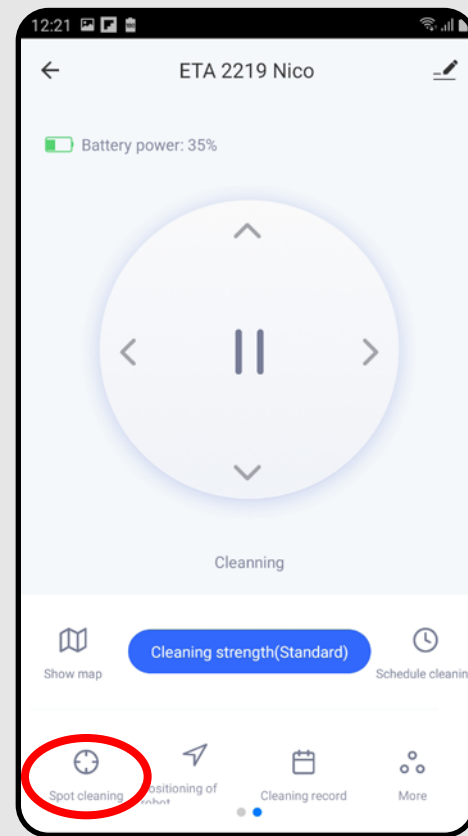 12:21
ETA 2219 Nico
Battery power: 35%
Cleanning
Show map
Cleaning strength(Standard)
Schedule cleanin
Spot cleaning
ositioning of
robot
Cleaning record
More